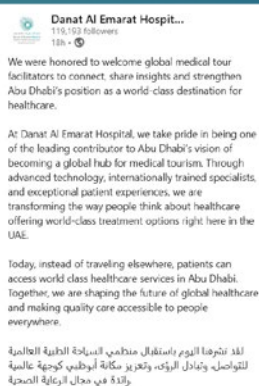 Danat Al Emarat Hospit...
119,193 followers
18h •
We were honored to welcome global medical tour
facilitators to connect, share insights and strengthen
Abu Dhabi's position as a world-class destination for
healthcare.
At Danat Al Emarat Hospital, we take pride in being one
of the leading contributor to Abu Dhabi's vision of
becoming a global hub for medical tourism. Through
advanced technology, internationally trained specialists,
and exceptional patient experiences, we are
transforming the way people think about healthcare
offering world-class treatment options right here in the
UAE.
Today, instead of traveling elsewhere, patients can
access world class healthcare services in Abu Dhabi.
Together, we are shaping the future of global healthcare
and making quality care accessible to people
everywhere.
لقد تشرفنا اليوم باستقبال منظمي السياحة الطبية العالمية
للتواصل، وتبادل الرؤى، وتعزيز مكانة أبوظبي كوجهة عالمية
رائدة في مجال الرعاية الصحية